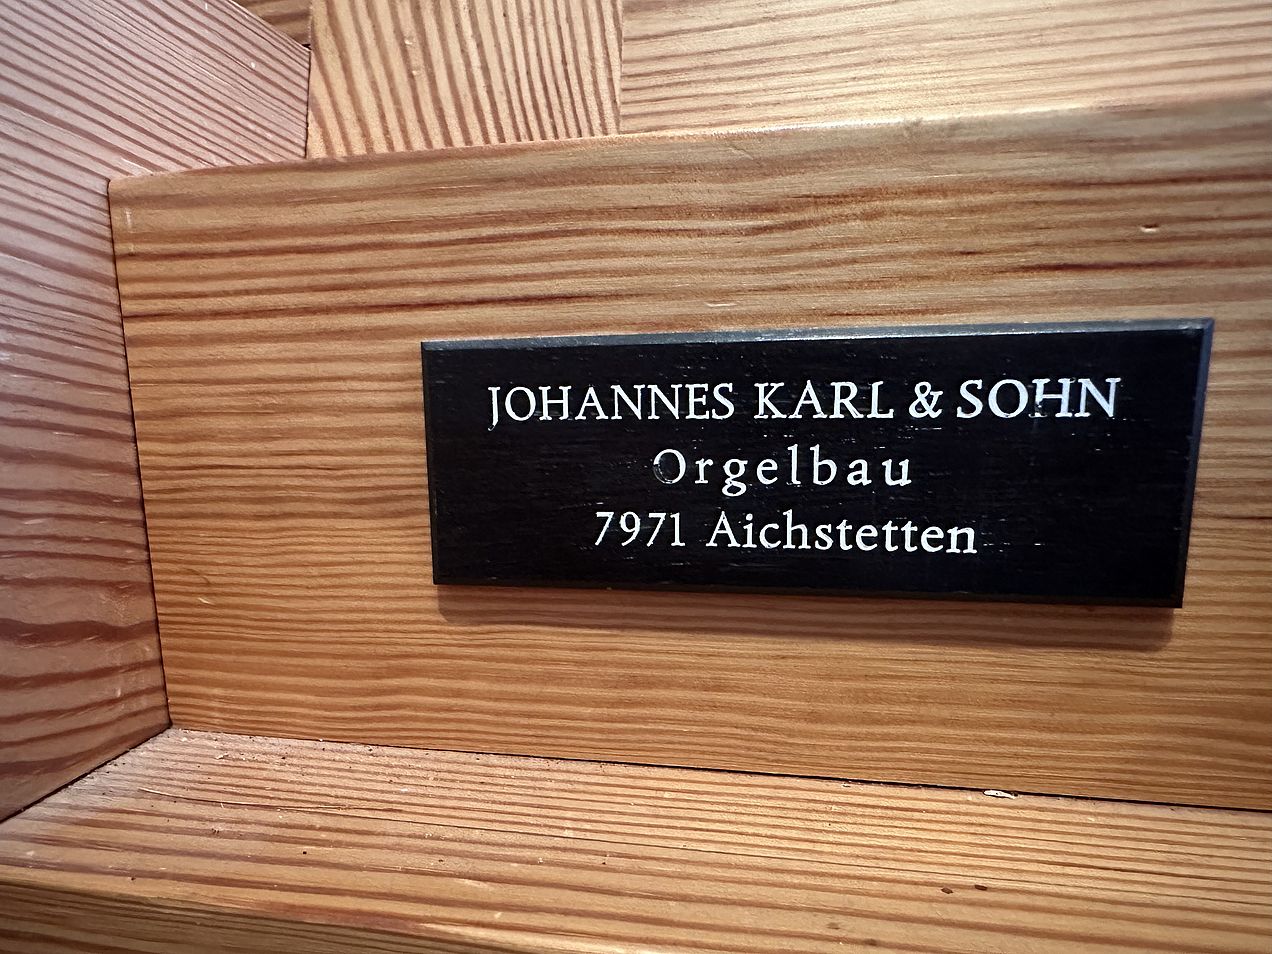 JOHANNES KARL & SOHN
Orgelbau
7971 Aichstetten